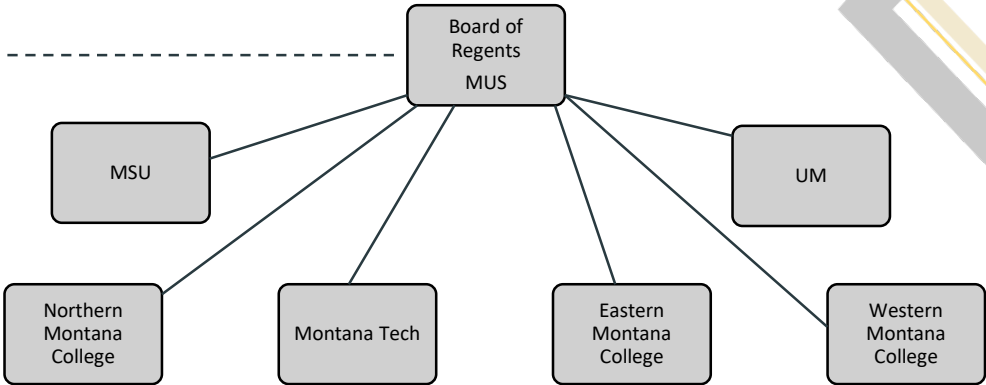 Board of
Regents
MUS
MSU
UM
Northern
Montana
College
Montana Tech
Eastern
Montana
College
Western
Montana
College